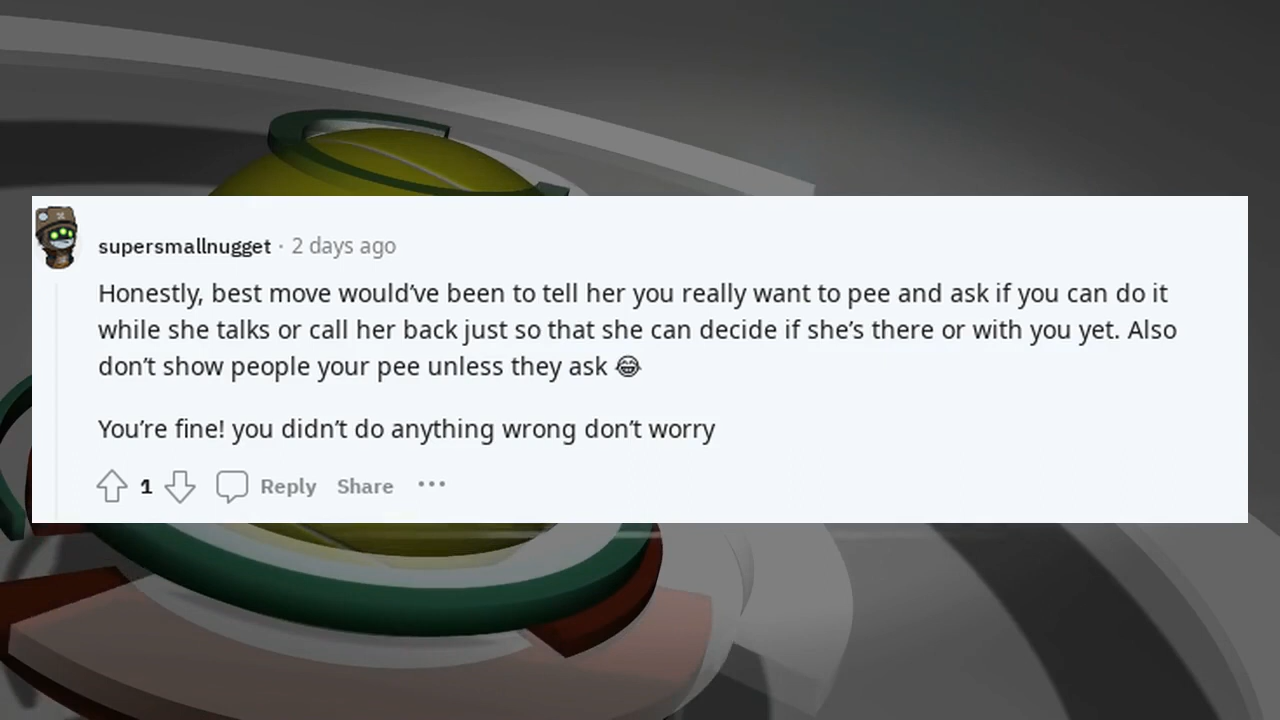 supersmallnugget · 2 days ago
Honestly, best move would’ve been to tell her you really want to pee and ask if you can do it
while she talks or call her back just so that she can decide if she’s there or with you yet. Also
don’t show people your pee unless they ask 😂
You’re fine! you didn’t do anything wrong don’t worry
1 Reply Share ···